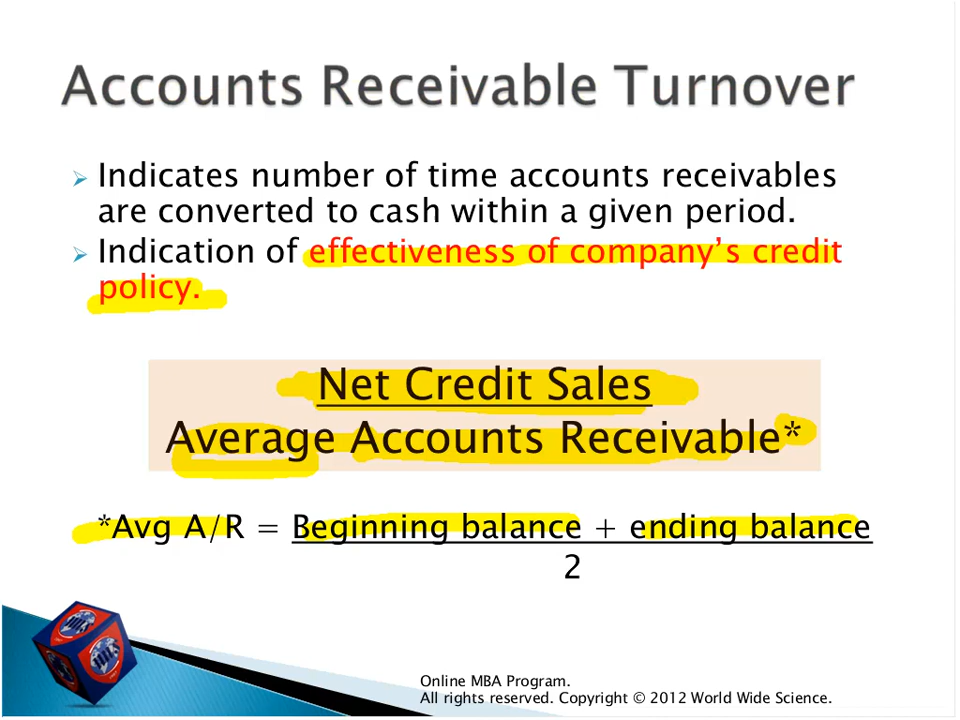 Accounts Receivable Turnover
Indicates number of time accounts receivables
are converted to cash within a given period.
Indication of effectiveness of company's credit
policy.
Net Credit Sales
Average Accounts Receivable*
*Avg A/R = Beginning balance + ending balance
2
Online MBA Program.
All rights reserved. Copyright © 2012 World Wide Science.